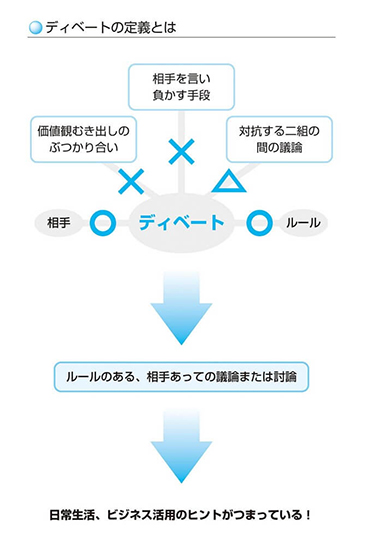 ディベートの定義とは
相手を言い
負かす手段
価値観むき出しの
ぶつかり合い
対抗する二組の
間の議論
相手
ディベート
ルール
ルールのある、相手あっての議論または討論
日常生活、ビジネス活用のヒントがつまっている！